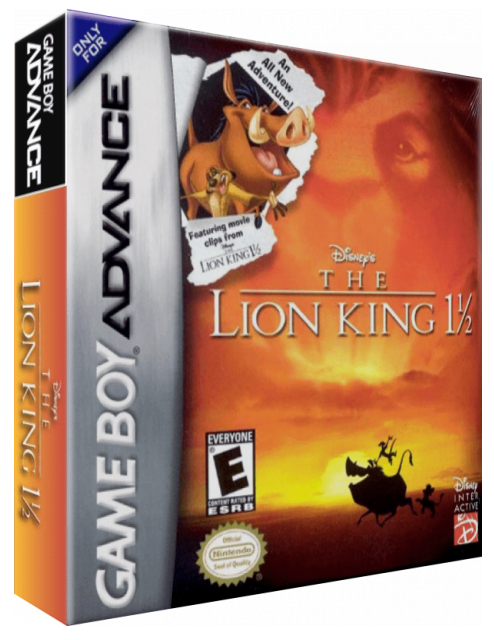 GAME BOY
ADVANCE
Disney's
THE
LION KING 1½
ONLY
FOR
GAME BOY ADVANCE
An
All New
Adventure!
Featuring movie
clips from
Disney's
THE
LION KING 1½
Disney's
THE
LION KING 1½
EVERYONE
E
CONTENT RATED BY
ESRB
Official
Nintendo
Seal of Quality
Disney
INTER
ACTIVE